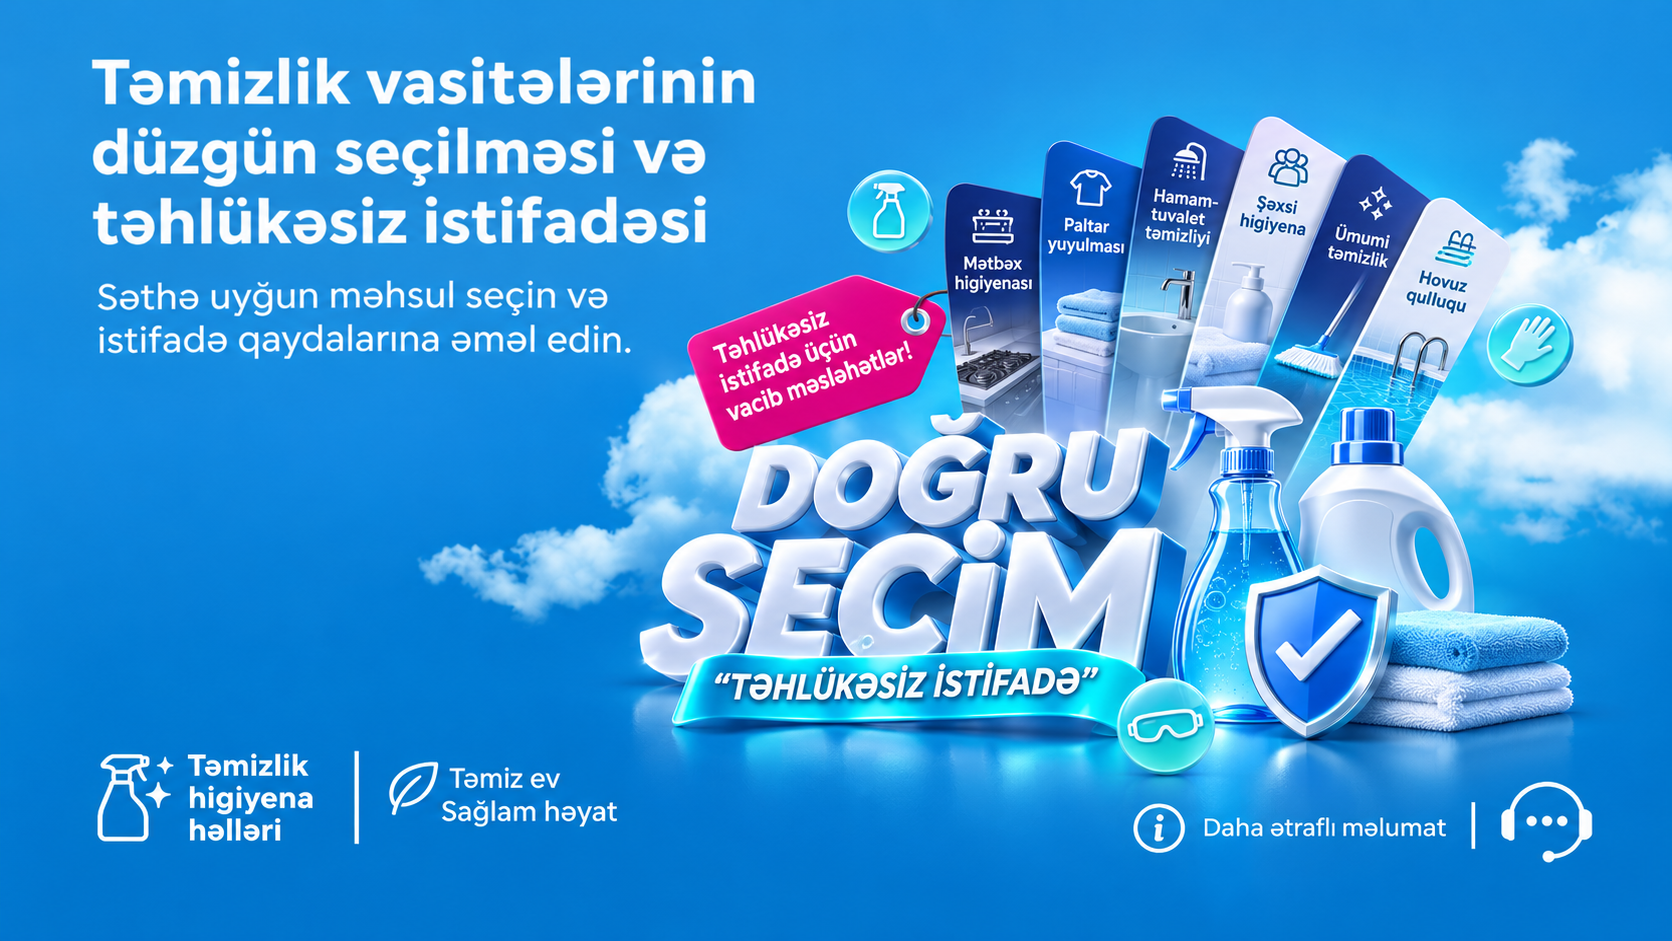 Təmizlik vasitələrinin
düzgün seçilməsi və
təhlükəsiz istifadəsi
Səthə uyğun məhsul seçin və
istifadə qaydalarına əməl edin.
Təhlükəsiz
istifadə üçün
vacib məsləhətlər!
Mətbəx
higiyenası
Paltar
yuyulması
Hamam-
tuvalet
təmizliyi
Şəxsi
higiyena
Ümumi
təmizlik
Hovuz
qulluqu
DOĞRU
SEÇİM
“TƏHLÜKƏSİZ İSTİFADƏ”
Təmizlik
higiyena
həlləri
Təmiz ev
Sağlam həyat
Daha ətraflı məlumat